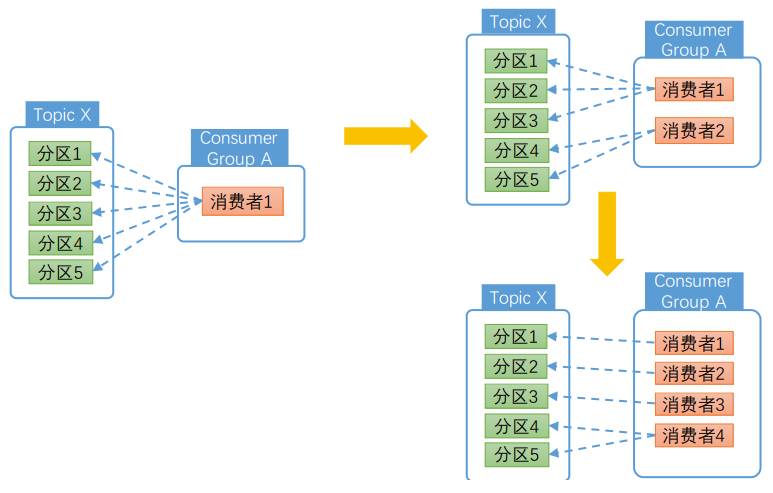 Topic X
分区1
分区2
分区3
分区4
分区5
Consumer
Group A
消费者1
Topic X
分区1
分区2
分区3
分区4
分区5
Consumer
Group A
消费者1
消费者2
Topic X
分区1
分区2
分区3
分区4
分区5
Consumer
Group A
消费者1
消费者2
消费者3
消费者4